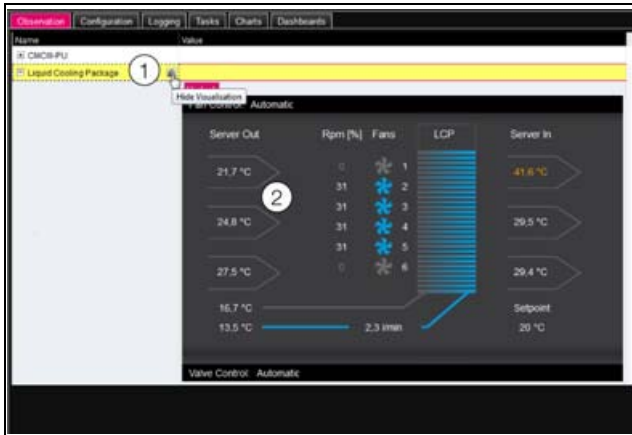 Observation Configuration Logging Tasks Charts Dashboards
Name Value
CMCIII-PU
Liquid Cooling Package 1
Hide Visualisation
Fan Control: Automatic
Server Out Rpm [%] Fans LCP Server In
21,7 °C 0 1 41,6 °C
31 2
2
31 3
24,8 °C 31 4 29,5 °C
31 5
27,5 °C 0 6 29,4 °C
16,7 °C Setpoint
13,5 °C 2,3 l/min 20 °C
Valve Control: Automatic